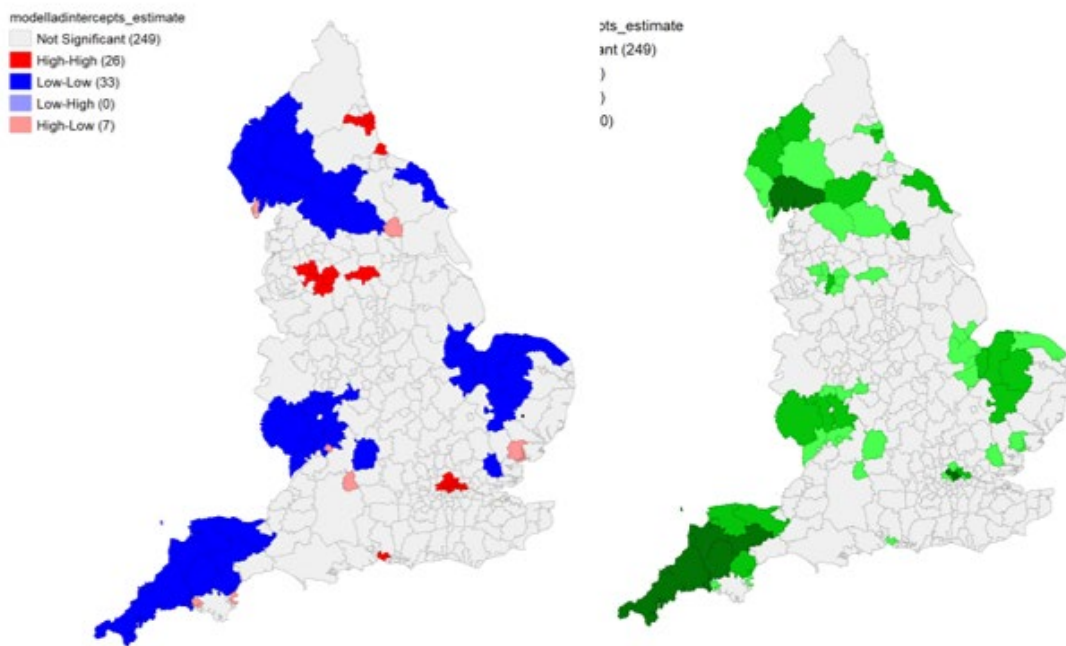 modelladintercepts_estimate
Not Significant (249)
High-High (26)
Low-Low (33)
Low-High (0)
High-Low (7)
pts_estimate
ant (249)
)
)
0)